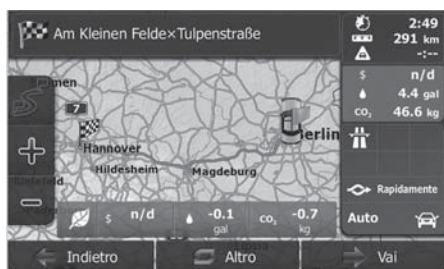 Am Kleinen Felde×Tulpenstraße
2:49
291 km
-:--
$ n/d
4.4 gal
CO₂ 46.6 kg
7
Hannover
erlin
Hildesheim
Magdeburg
Rapidamente
$ n/d
-0.1 gal
CO₂ -0.7 kg
Auto
Indietro
Altro
Vai